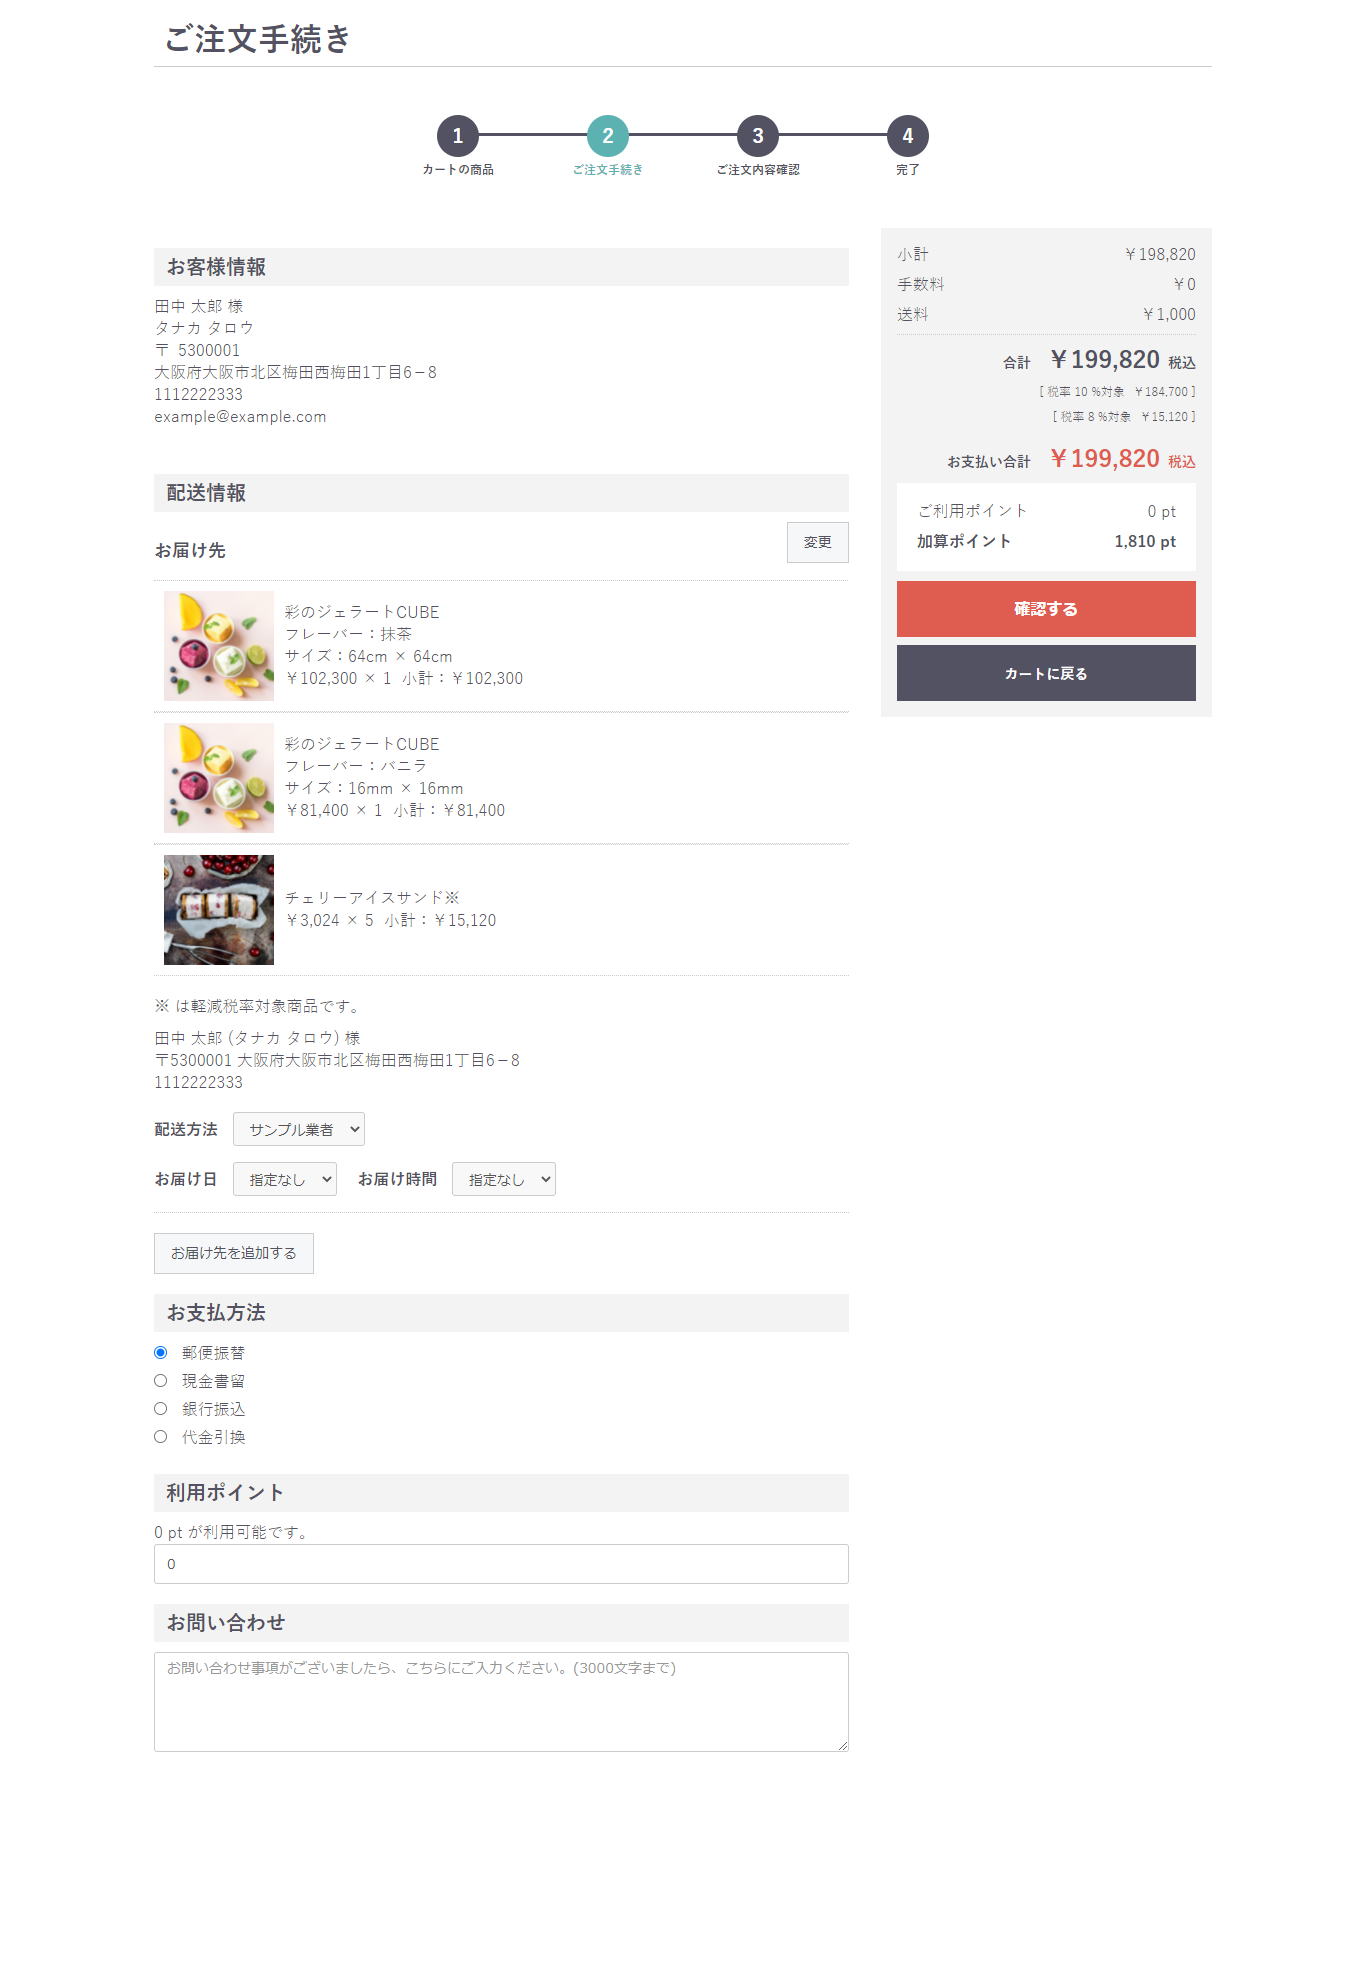 ご注文手続き
1
2
3
4
カートの商品
ご注文手続き
ご注文内容確認
完了
お客様情報
田中 太郎 様
タナカ タロウ
〒 5300001
大阪府大阪市北区梅田西梅田1丁目6−8
1112222333
example@example.com
配送情報
お届け先
変更
彩のジェラートCUBE
フレーバー：抹茶
サイズ：64cm × 64cm
￥102,300 × 1 小計：￥102,300
彩のジェラートCUBE
フレーバー：バニラ
サイズ：16mm × 16mm
￥81,400 × 1 小計：￥81,400
チェリーアイスサンド※
￥3,024 × 5 小計：￥15,120
※ は軽減税率対象商品です。
田中 太郎 (タナカ タロウ) 様
〒5300001 大阪府大阪市北区梅田西梅田1丁目6−8
1112222333
配送方法 サンプル業者
お届け日 指定なし お届け時間 指定なし
お届け先を追加する
お支払方法
郵便振替
現金書留
銀行振込
代金引換
利用ポイント
0 pt が利用可能です。
0
お問い合わせ
お問い合わせ事項がございましたら、こちらにご入力ください。(3000文字まで)
小計 ￥198,820
手数料 ￥0
送料 ￥1,000
合計 ￥199,820 税込
[ 税率 10 %対象 ￥184,700 ]
[ 税率 8 %対象 ￥15,120 ]
お支払い合計 ￥199,820 税込
ご利用ポイント 0 pt
加算ポイント 1,810 pt
確認する
カートに戻る